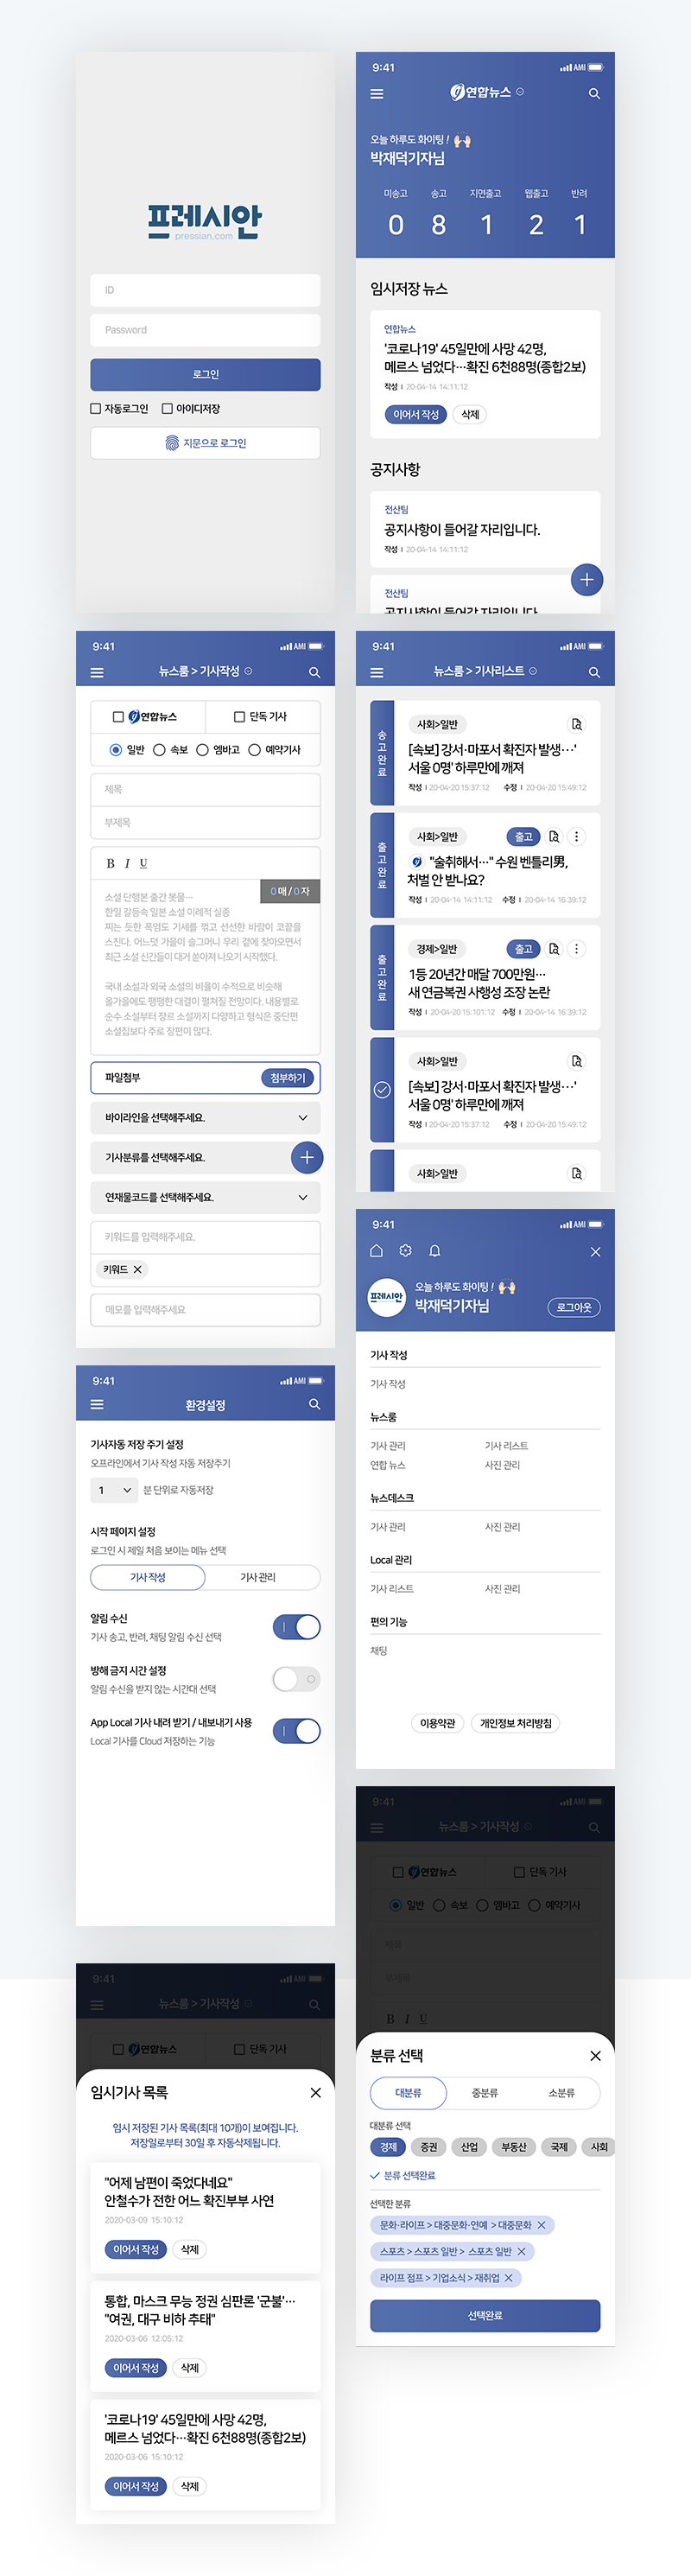 프레시안
pressian.com
ID
Password
로그인
자동로그인 아이디저장
지문으로 로그인
9:41 AMI
연합뉴스
오늘 하루도 화이팅!
박재덕기자님
미송고 송고 지면출고 웹출고 반려
0 8 1 2 1
임시저장 뉴스
연합뉴스
'코로나19' 45일만에 사망 42명,
메르스 넘었다…확진 6천88명(종합2보)
작성 I 20-04-14 14:11:12
이어서 작성 삭제
공지사항
전산팀
공지사항이 들어갈 자리입니다.
작성 I 20-04-14 14:11:12
전산팀
공지사항이 들어갈 자리입니다
9:41 AMI
뉴스룸 > 기사작성
연합뉴스 단독 기사
일반 속보 엠바고 예약기사
제목
부제목
B I U
0 매 / 0 자
소설 단행본 출간 봇물…
한일 갈등속 일본 소설 이례적 실종
찌는 듯한 폭염도 기세를 꺾고 선선한 바람이 코끝을
스진다. 어느덧 가을이 슬그머니 우리 곁에 찾아오면서
최근 소설 신간들이 대거 쏟아져 나오기 시작했다.
국내 소설과 외국 소설의 비율이 수적으로 비슷해
올가을에도 팽팽한 대결이 펼쳐질 전망이다. 내용별로
순수 소설부터 장르 소설까지 다양하고 형식은 중단편
소설집보다 주로 장편이 많다.
파일첨부 첨부하기
바이라인을 선택해주세요.
기사분류를 선택해주세요.
연재물코드를 선택해주세요.
키워드를 입력해주세요.
키워드
메모를 입력해주세요
9:41 AMI
뉴스룸 > 기사리스트
송고완료
사회>일반
[속보] 강서·마포서 확진자 발생…'
서울 0명' 하루만에 깨져
작성 I 20-04-20 15:37:12 수정 I 20-04-20 15:49:12
출고완료
사회>일반 출고
"술취해서…" 수원 벤틀리男,
처벌 안 받나요?
작성 I 20-04-14 14:11:12 수정 I 20-04-14 16:39:12
출고완료
경제>일반 출고
1등 20년간 매달 700만원…
새 연금복권 사행성 조장 논란
작성 I 20-04-20 15:101:12 수정 I 20-04-14 16:39:12
사회>일반
[속보] 강서·마포서 확진자 발생…'
서울 0명' 하루만에 깨져
작성 I 20-04-20 15:37:12 수정 I 20-04-20 15:49:12
사회>일반
9:41 AMI
프레시안
오늘 하루도 화이팅!
박재덕기자님
로그아웃
기사 작성
기사 작성
뉴스룸
기사 관리 기사 리스트
연합 뉴스 사진 관리
뉴스데스크
기사 관리 사진 관리
Local 관리
기사 리스트 사진 관리
편의 기능
채팅
이용약관 개인정보 처리방침
9:41 AMI
환경설정
기사자동 저장 주기 설정
오프라인에서 기사 작성 자동 저장주기
1 분 단위로 자동저장
시작 페이지 설정
로그인 시 제일 처음 보이는 메뉴 선택
기사 작성 기사 관리
알림 수신
기사 송고, 반려, 채팅 알림 수신 선택
방해 금지 시간 설정
알림 수신을 받지 않는 시간대 선택
App Local 기사 내려 받기 / 내보내기 사용
Local 기사를 Cloud 저장하는 기능
9:41 AMI
뉴스룸 > 기사작성
연합뉴스 단독 기사
일반 속보 엠바고 예약기사
제목
부제목
B I U
분류 선택
대분류 중분류 소분류
대분류 선택
경제 증권 산업 부동산 국제 사회
분류 선택완료
선택한 분류
문화·라이프 > 대중문화·연예 > 대중문화
스포츠 > 스포츠 일반 > 스포츠 일반
라이프 점프 > 기업소식 > 재취업
선택완료
9:41 AMI
뉴스룸 > 기사작성
연합뉴스 단독 기사
임시기사 목록
임시 저장된 기사 목록(최대 10개)이 보여집니다.
저장일로부터 30일 후 자동삭제됩니다.
"어제 남편이 죽었다네요"
안철수가 전한 어느 확진부부 사연
2020-03-09 15:10:12
이어서 작성 삭제
통합, 마스크 무능 정권 심판론 '군불'…
"여권, 대구 비하 추태"
2020-03-06 12:05:12
이어서 작성 삭제
'코로나19' 45일만에 사망 42명,
메르스 넘었다…확진 6천88명(종합2보)
2020-03-06 15:10:12
이어서 작성 삭제